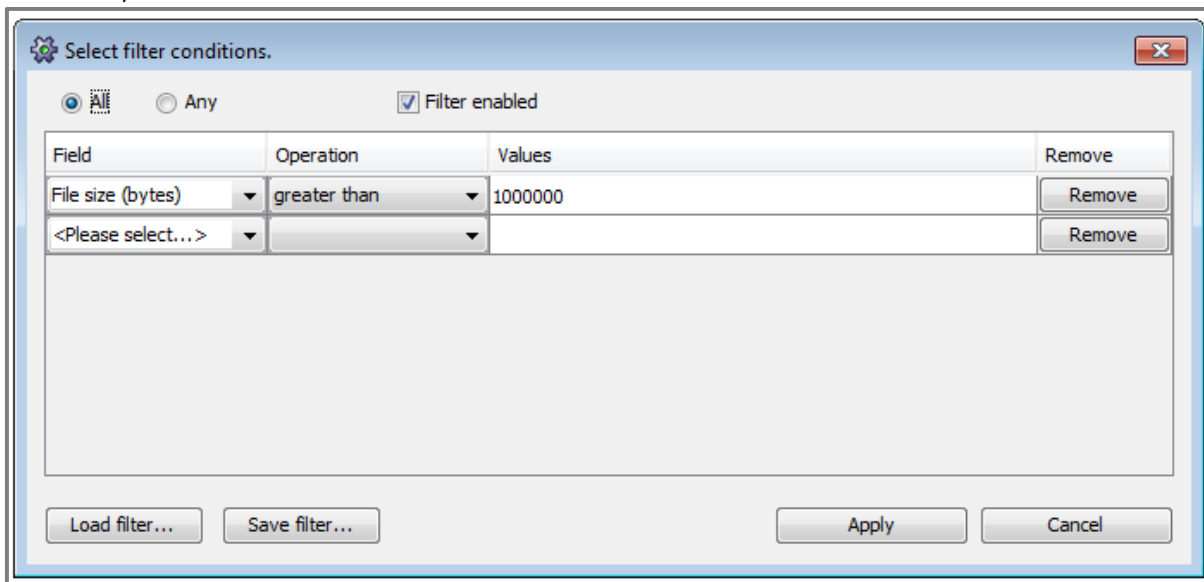 Select filter conditions.
All Any Filter enabled
Field Operation Values Remove
File size (bytes) greater than 1000000 Remove
<Please select...> Remove
Load filter... Save filter... Apply Cancel